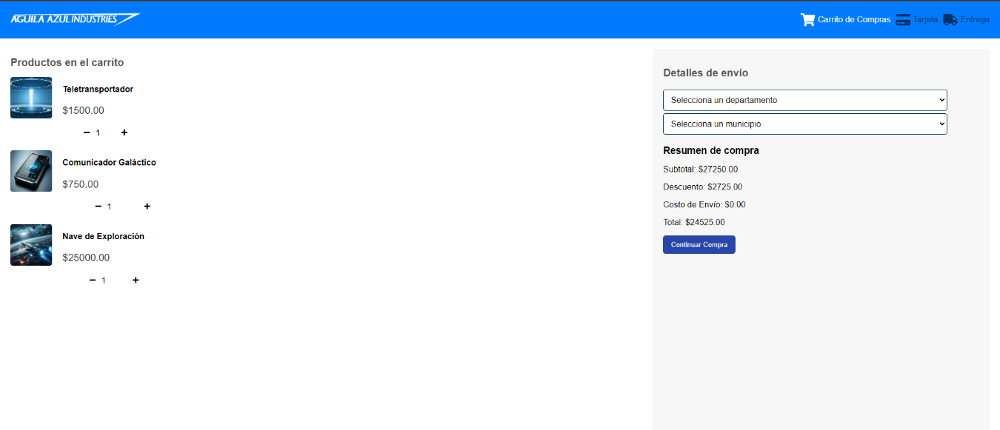 AGUILA AZUL INDUSTRIES
Carrito de Compras
Tarjeta
Entrega
Productos en el carrito
Teletransportador
$1500.00
− 1 +
Comunicador Galáctico
$750.00
− 1 +
Nave de Exploración
$25000.00
− 1 +
Detalles de envío
Selecciona un departamento
Selecciona un municipio
Resumen de compra
Subtotal: $27250.00
Descuento: $2725.00
Costo de Envío: $0.00
Total: $24525.00
Continuar Compra